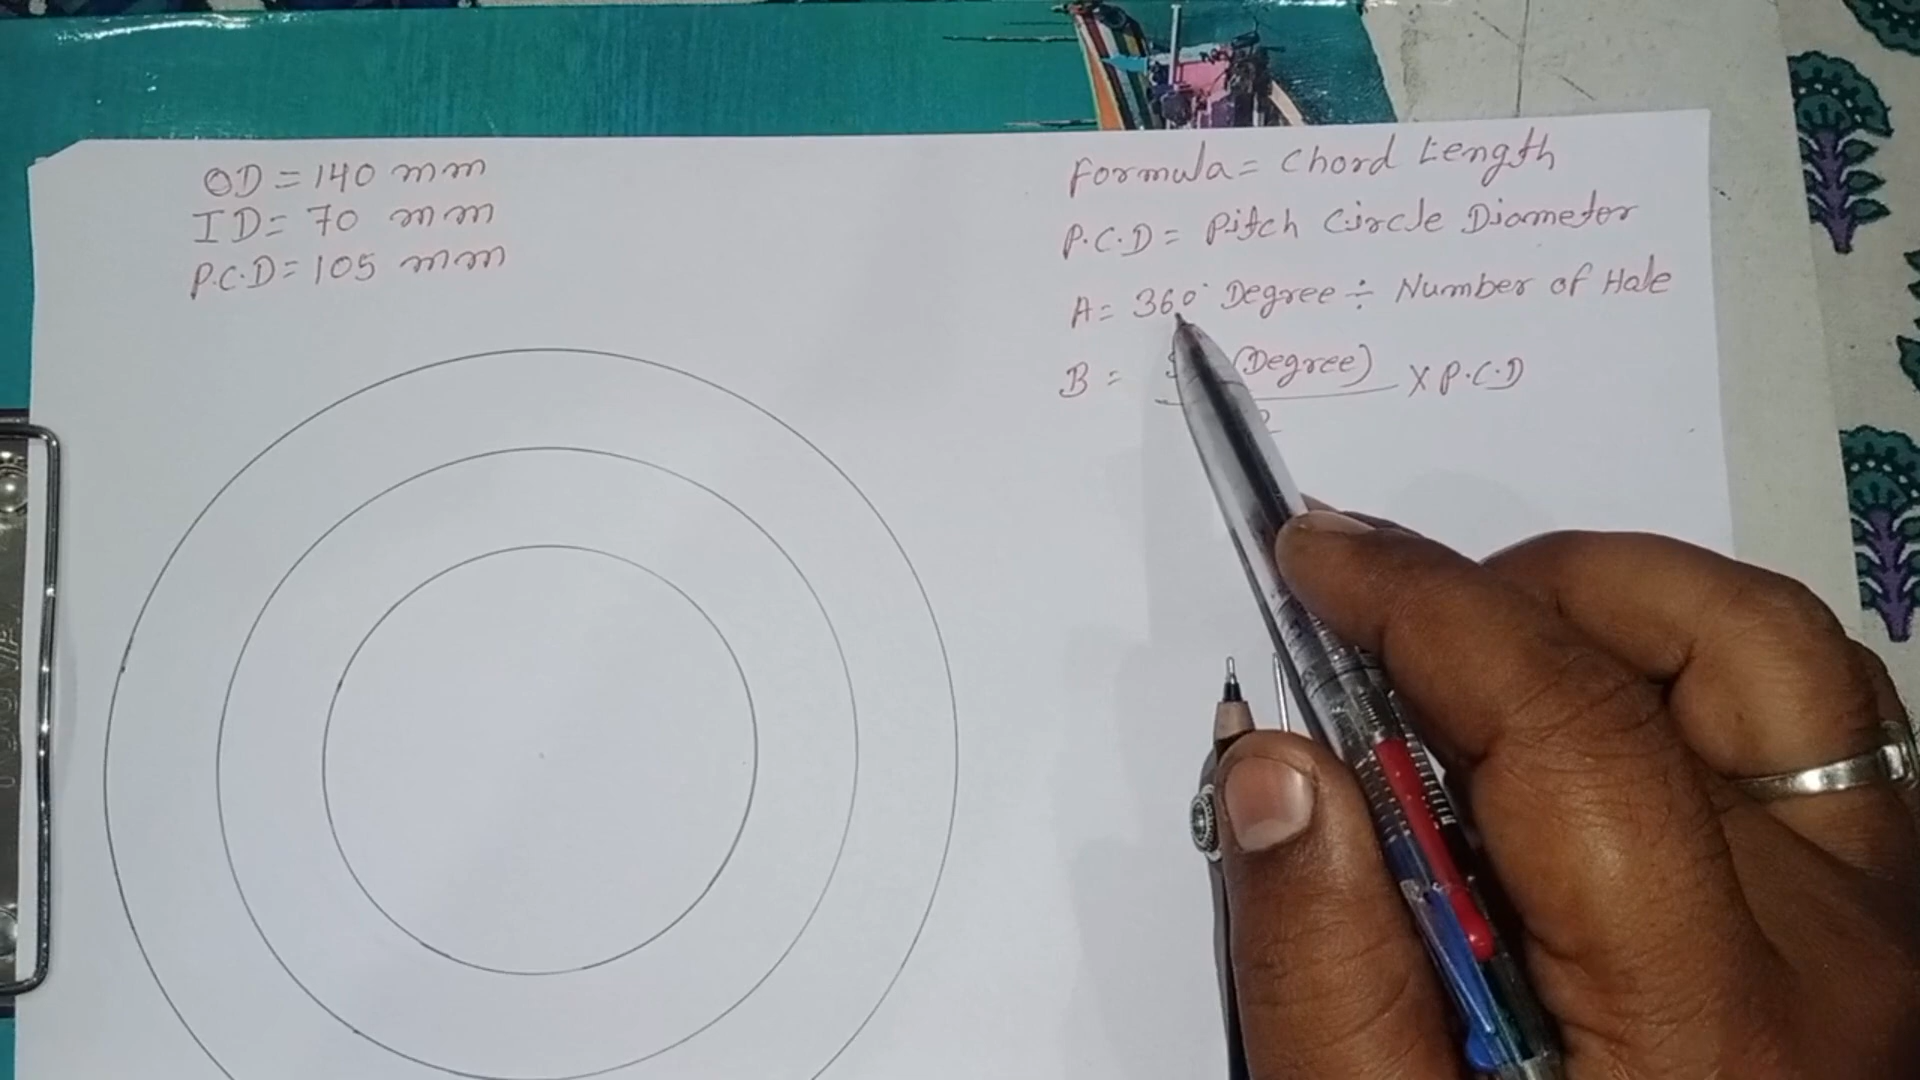 OD = 140 mm
ID = 70 mm
P.C.D = 105 mm
Formula = Chord Length
P.C.D = Pitch Circle Diameter
A = 360° Degree ÷ Number of Hole
B = (Degree) X P.C.D
2